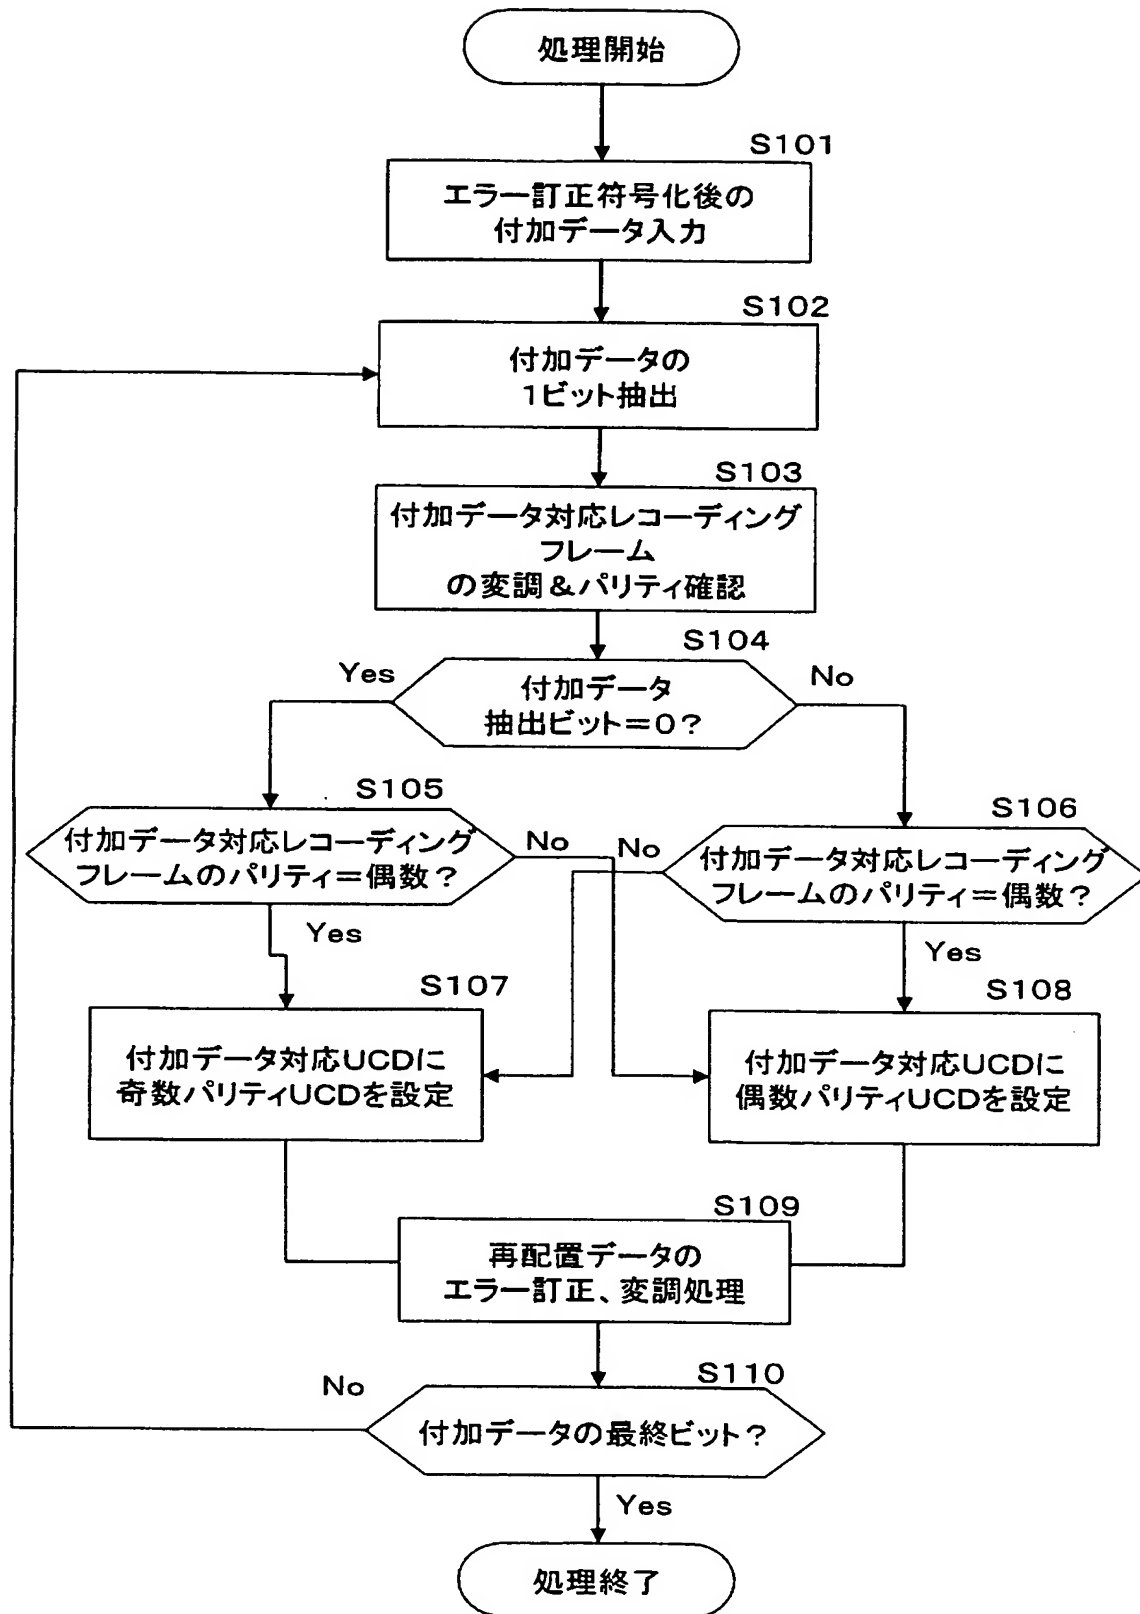 処理開始
S101
エラー訂正符号化後の
付加データ入力
S102
付加データの
1ビット抽出
S103
付加データ対応レコーディング
フレーム
の変調&パリティ確認
S104
Yes
No
付加データ
抽出ビット=0?
S105
付加データ対応レコーディング
フレームのパリティ=偶数?
No
Yes
S106
付加データ対応レコーディング
フレームのパリティ=偶数?
No
Yes
S107
付加データ対応UCDに
奇数パリティUCDを設定
S108
付加データ対応UCDに
偶数パリティUCDを設定
S109
再配置データの
エラー訂正、変調処理
S110
No
付加データの最終ビット?
Yes
処理終了